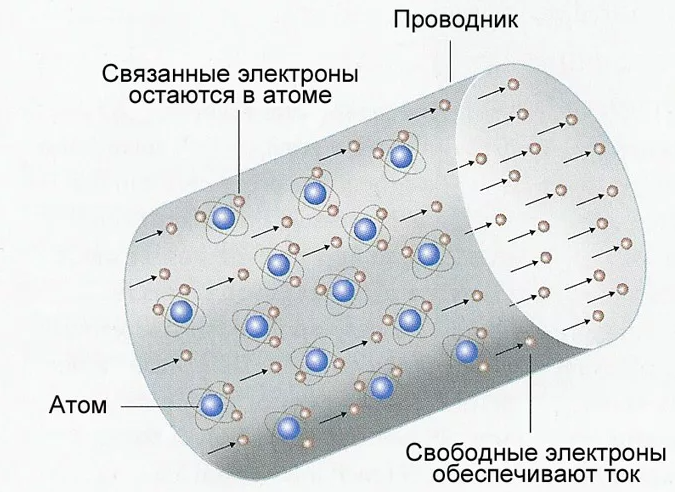 Проводник
Связанные электроны
остаются в атоме
Атом
Свободные электроны
обеспечивают ток